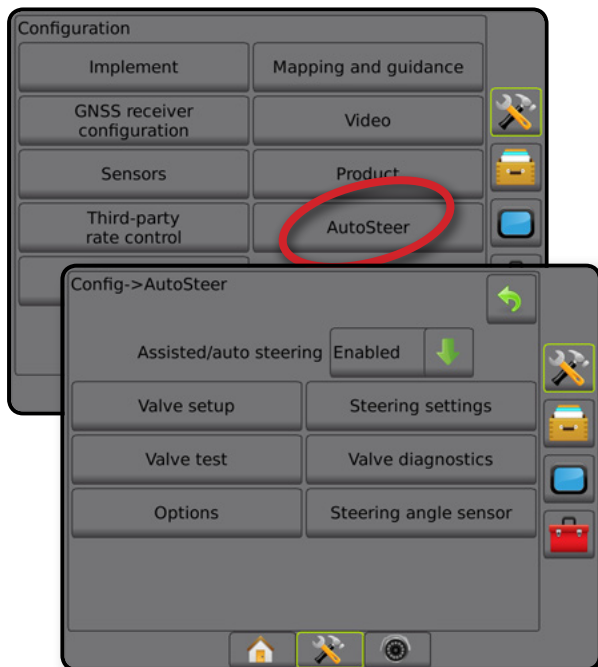 Configuration
Implement
Mapping and guidance
GNSS receiver
configuration
Video
Sensors
Product
Third-party
rate control
AutoSteer
Config->AutoSteer
Assisted/auto steering
Enabled
Valve setup
Steering settings
Valve test
Valve diagnostics
Options
Steering angle sensor